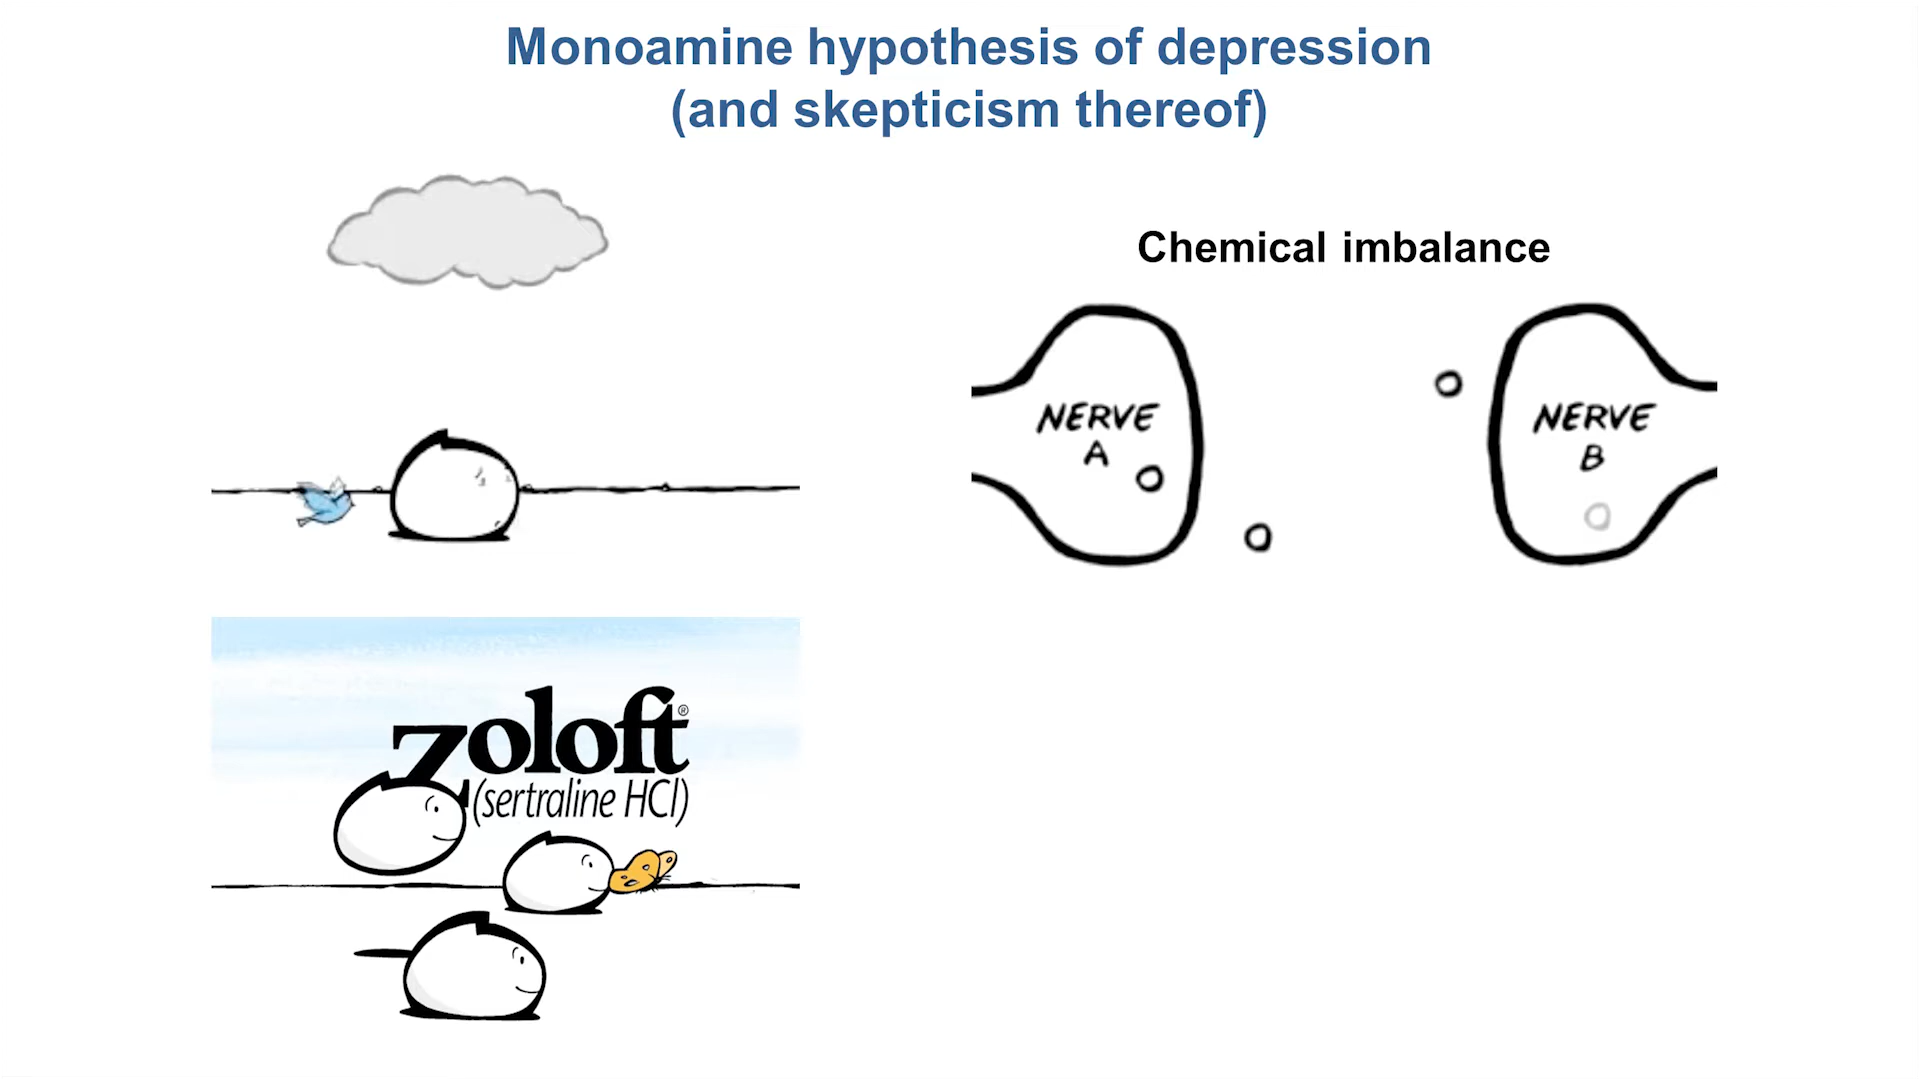 Monoamine hypothesis of depression
(and skepticism thereof)
Chemical imbalance
NERVE
A
NERVE
B
zoloft®
(sertraline HCl)